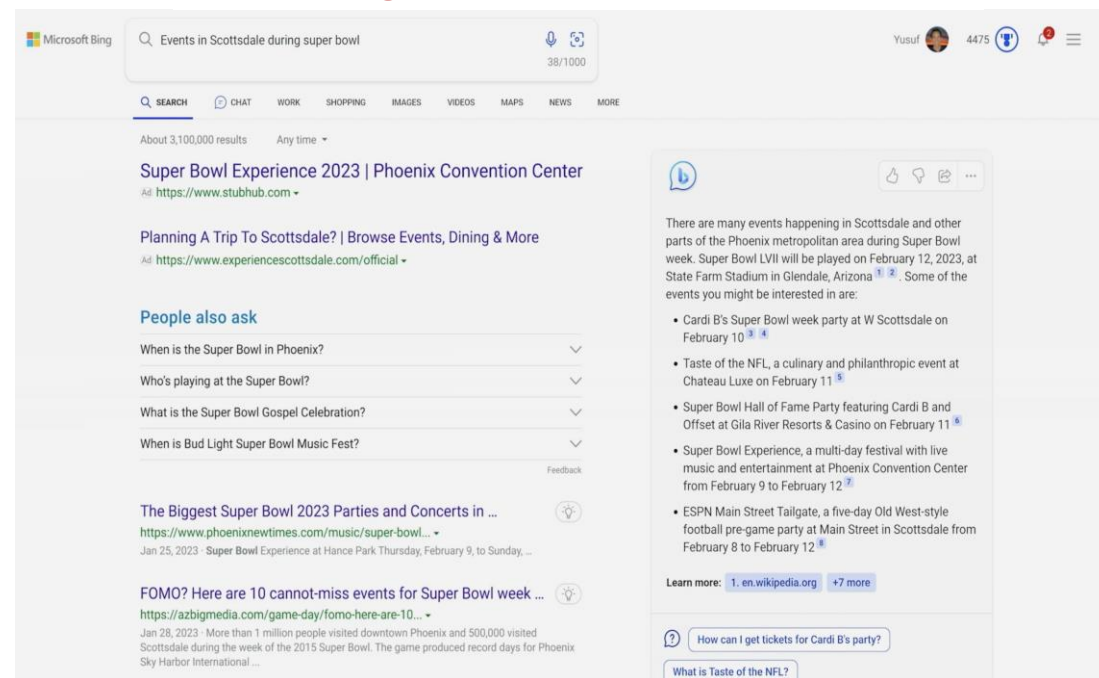 Microsoft Bing
Events in Scottsdale during super bowl
38/1000
Yusuf
4475
2
SEARCH CHAT WORK SHOPPING IMAGES VIDEOS MAPS NEWS MORE
About 3,100,000 results Any time
Super Bowl Experience 2023 | Phoenix Convention Center
Ad https://www.stubhub.com
Planning A Trip To Scottsdale? | Browse Events, Dining & More
Ad https://www.experiencescottsdale.com/official
People also ask
When is the Super Bowl in Phoenix?
Who's playing at the Super Bowl?
What is the Super Bowl Gospel Celebration?
When is Bud Light Super Bowl Music Fest?
Feedback
The Biggest Super Bowl 2023 Parties and Concerts in ...
https://www.phoenixnewtimes.com/music/super-bowl...
Jan 25, 2023 · Super Bowl Experience at Hance Park Thursday, February 9, to Sunday, ...
FOMO? Here are 10 cannot-miss events for Super Bowl week ...
https://azbigmedia.com/game-day/fomo-here-are-10...
Jan 28, 2023 · More than 1 million people visited downtown Phoenix and 500,000 visited
Scottsdale during the week of the 2015 Super Bowl. The game produced record days for Phoenix
Sky Harbor International ...
There are many events happening in Scottsdale and other
parts of the Phoenix metropolitan area during Super Bowl
week. Super Bowl LVII will be played on February 12, 2023, at
State Farm Stadium in Glendale, Arizona 1 2 . Some of the
events you might be interested in are:
• Cardi B's Super Bowl week party at W Scottsdale on
February 10 3 4
• Taste of the NFL, a culinary and philanthropic event at
Chateau Luxe on February 11 5
• Super Bowl Hall of Fame Party featuring Cardi B and
Offset at Gila River Resorts & Casino on February 11 6
• Super Bowl Experience, a multi-day festival with live
music and entertainment at Phoenix Convention Center
from February 9 to February 12 7
• ESPN Main Street Tailgate, a five-day Old West-style
football pre-game party at Main Street in Scottsdale from
February 8 to February 12 8
Learn more: 1. en.wikipedia.org +7 more
How can I get tickets for Cardi B's party?
What is Taste of the NFL?